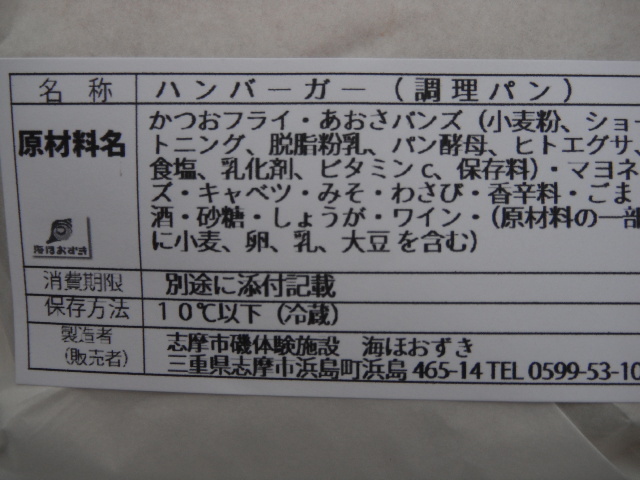 名称 ハンバーガー(調理パン)
原材料名 かつおフライ・あおさバンズ(小麦粉、ショー
トニング、脱脂粉乳、パン酵母、ヒトエグサ、
食塩、乳化剤、ビタミンc、保存料)・マヨネ
ズ・キャベツ・みそ・わさび・香辛料・ごま
酒・砂糖・しょうが・ワイン・(原材料の一部
に小麦、卵、乳、大豆を含む)
海ほおずき
消費期限 別途に添付記載
保存方法 10℃以下(冷蔵)
製造者 志摩市磯体験施設 海ほおずき
(販売者) 三重県志摩市浜島町浜島465-14 TEL 0599-53-10